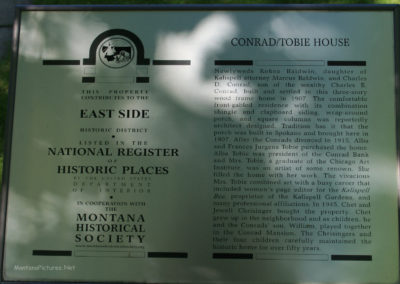 THIS PROPERTY
CONTRIBUTES TO THE
EAST SIDE
HISTORIC DISTRICT
LISTED IN THE
NATIONAL REGISTER
OF
HISTORIC PLACES
BY THE UNITED STATES
DEPARTMENT
OF INTERIOR
IN COOPERATION WITH
THE
MONTANA
HISTORICAL
SOCIETY
CONRAD/TOBIE HOUSE
Newlyweds Baldwin, daughter of
Kalispell attorney Marcus Baldwin, and Charles
D. Conrad, son of the wealthy Charles E.
Conrad, built and settled in this three-story
wood frame home in 1907. The comfortable
front-gabled residence with its combination
shingle and clapboard siding, wrap-around
porch, and square columns was reportedly
architect designed. Tradition has it that the
porch was built in Spokane and brought here in
1907. After the Conrads divorced in 1915, Allie
and Frances Jurgens Tobie purchased the home.
Allie Tobie was president of the Conrad Bank
and Mrs. Tobie, a graduate of the Chicago Art
Institute, was an artist of some renown. She
filled the home with her work. The vivacious
Mrs. Tobie combined art with a busy career that
included women's page editor for the Kalispell
Bee, proprietor of the Kalispell Gardens, and
many professional affiliations. In 1945, Chet and
Jewell bought the property. Chet
grew up in the neighborhood and as children, he
and the Conrads' son, William, played together
in the Conrad Mansion. The and
their four children carefully maintained the
historic home for over fifty years.
MontanaPictures.Net